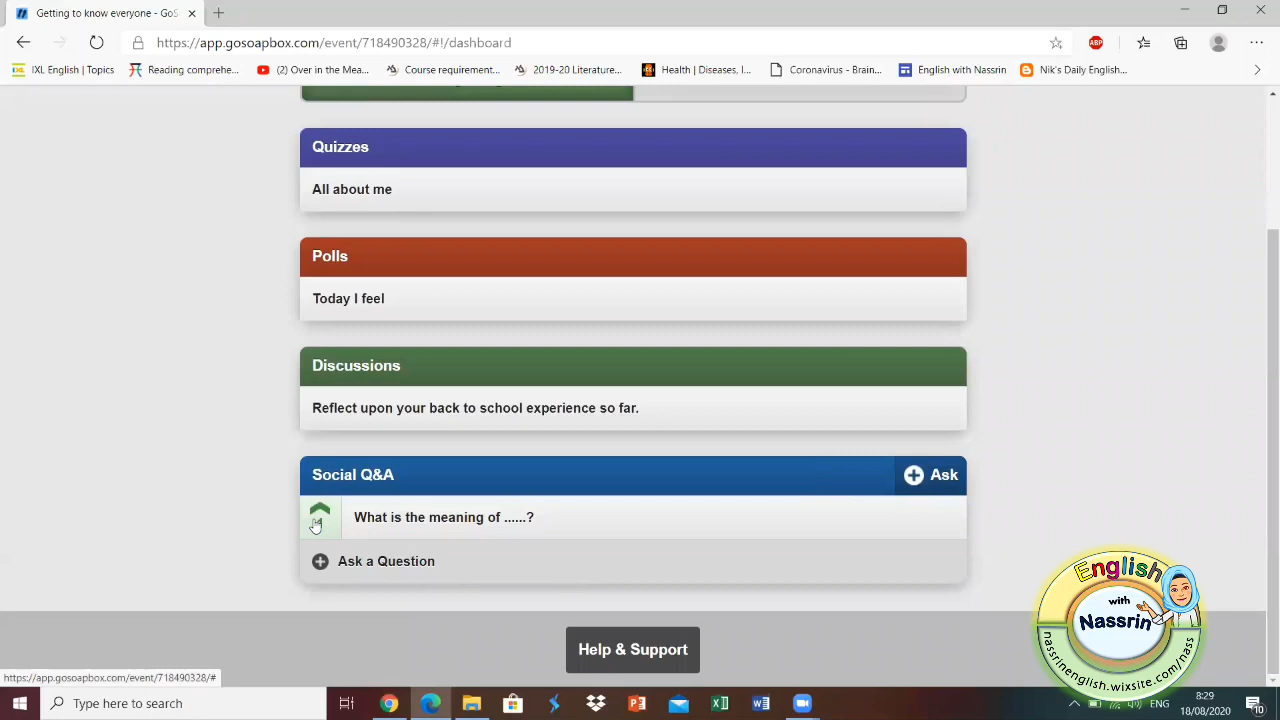 Getting to know everyone - GoS
https://app.gosoapbox.com/event/718490328/#!/dashboard
ABP
IXL English | Topics
Reading comprehe...
(2) Over in the Mea...
Course requirement...
2019-20 Literature...
Health | Diseases, I...
Coronavirus - Brain...
English with Nassrin
Nik's Daily English...
Quizzes
All about me
Polls
Today I feel
Discussions
Reflect upon your back to school experience so far.
Social Q&A
Ask
What is the meaning of ......?
Ask a Question
Help & Support
English
with
Nassrin
nassrinenglish.wixsite.com/nass
https://app.gosoapbox.com/event/718490328/#
Type here to search
ENG
8:29
18/08/2020
10